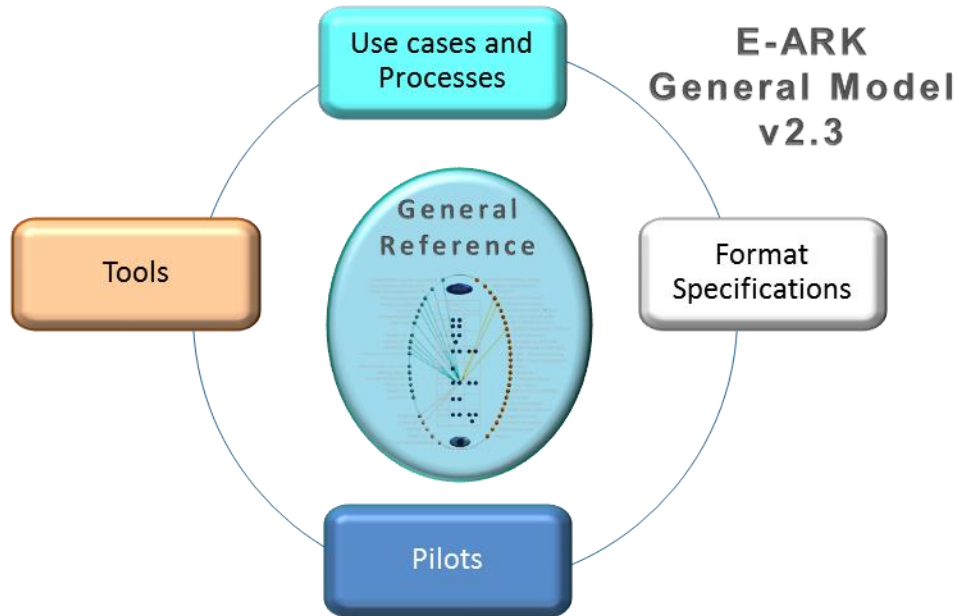 Use cases and
Processes
E-ARK
General Model
v2.3
General
Reference
Tools
Format
Specifications
Pilots